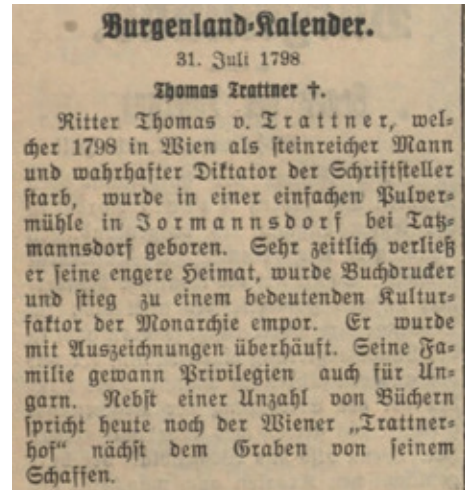 Burgenland-Kalender.
31. Juli 1798
Thomas Trattner †.
Ritter Thomas v. Trattner, wel-
cher 1798 in Wien als steinreicher Mann
und wahrhafter Diktator der Schriftsteller
starb, wurde in einer einfachen Pulver-
mühle in Jormannsdorf bei Tatz-
mannsdorf geboren. Sehr zeitlich verließ
er seine engere Heimat, wurde Buchdrucker
und stieg zu einem bedeutenden Kultur-
faktor der Monarchie empor. Er wurde
mit Auszeichnungen überhäuft. Seine Fa-
milie gewann Privilegien auch für Un-
garn. Nebst einer Unzahl von Büchern
spricht heute noch der Wiener „Trattner-
hof“ nächst dem Graben von seinem
Schaffen.